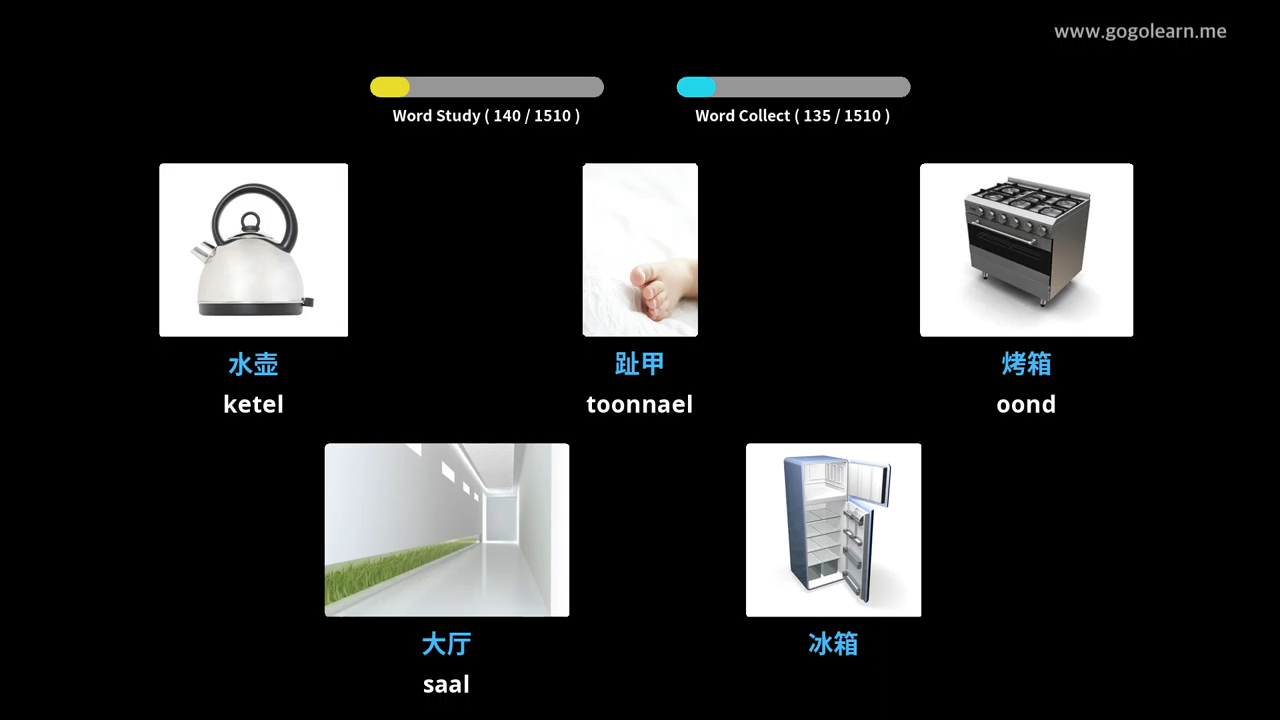 www.gogolearn.me
Word Study ( 140 / 1510 )
Word Collect ( 135 / 1510 )
水壶
ketel
趾甲
toonnael
烤箱
oond
大厅
saal
冰箱